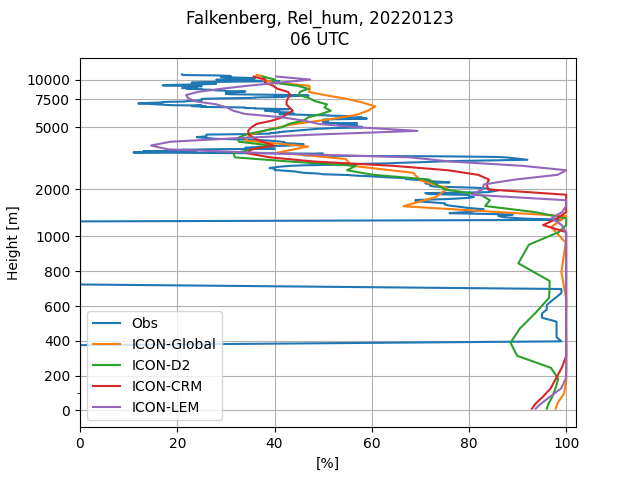 Falkenberg, Rel_hum, 20220123
06 UTC
Height [m]
10000
7500
5000
2000
1000
800
600
400
200
0
Obs
ICON-Global
ICON-D2
ICON-CRM
ICON-LEM
0 20 40 60 80 100
[%]